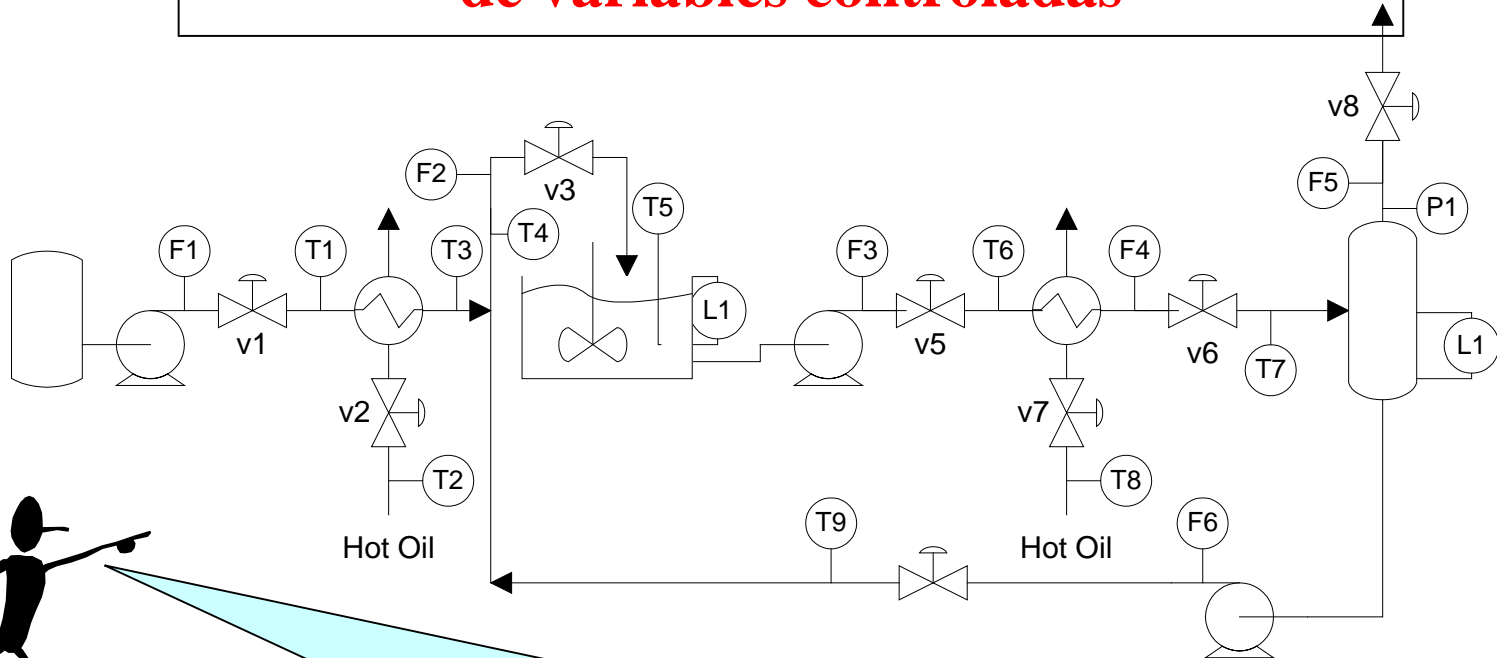 de variables controladas
v8
F2
v3
F5
T5
P1
T4
F1
T1
T3
F3
T6
F4
L1
v1
v5
v6
T7
L1
v2
v7
T2
T8
T9
F6
Hot Oil
Hot Oil